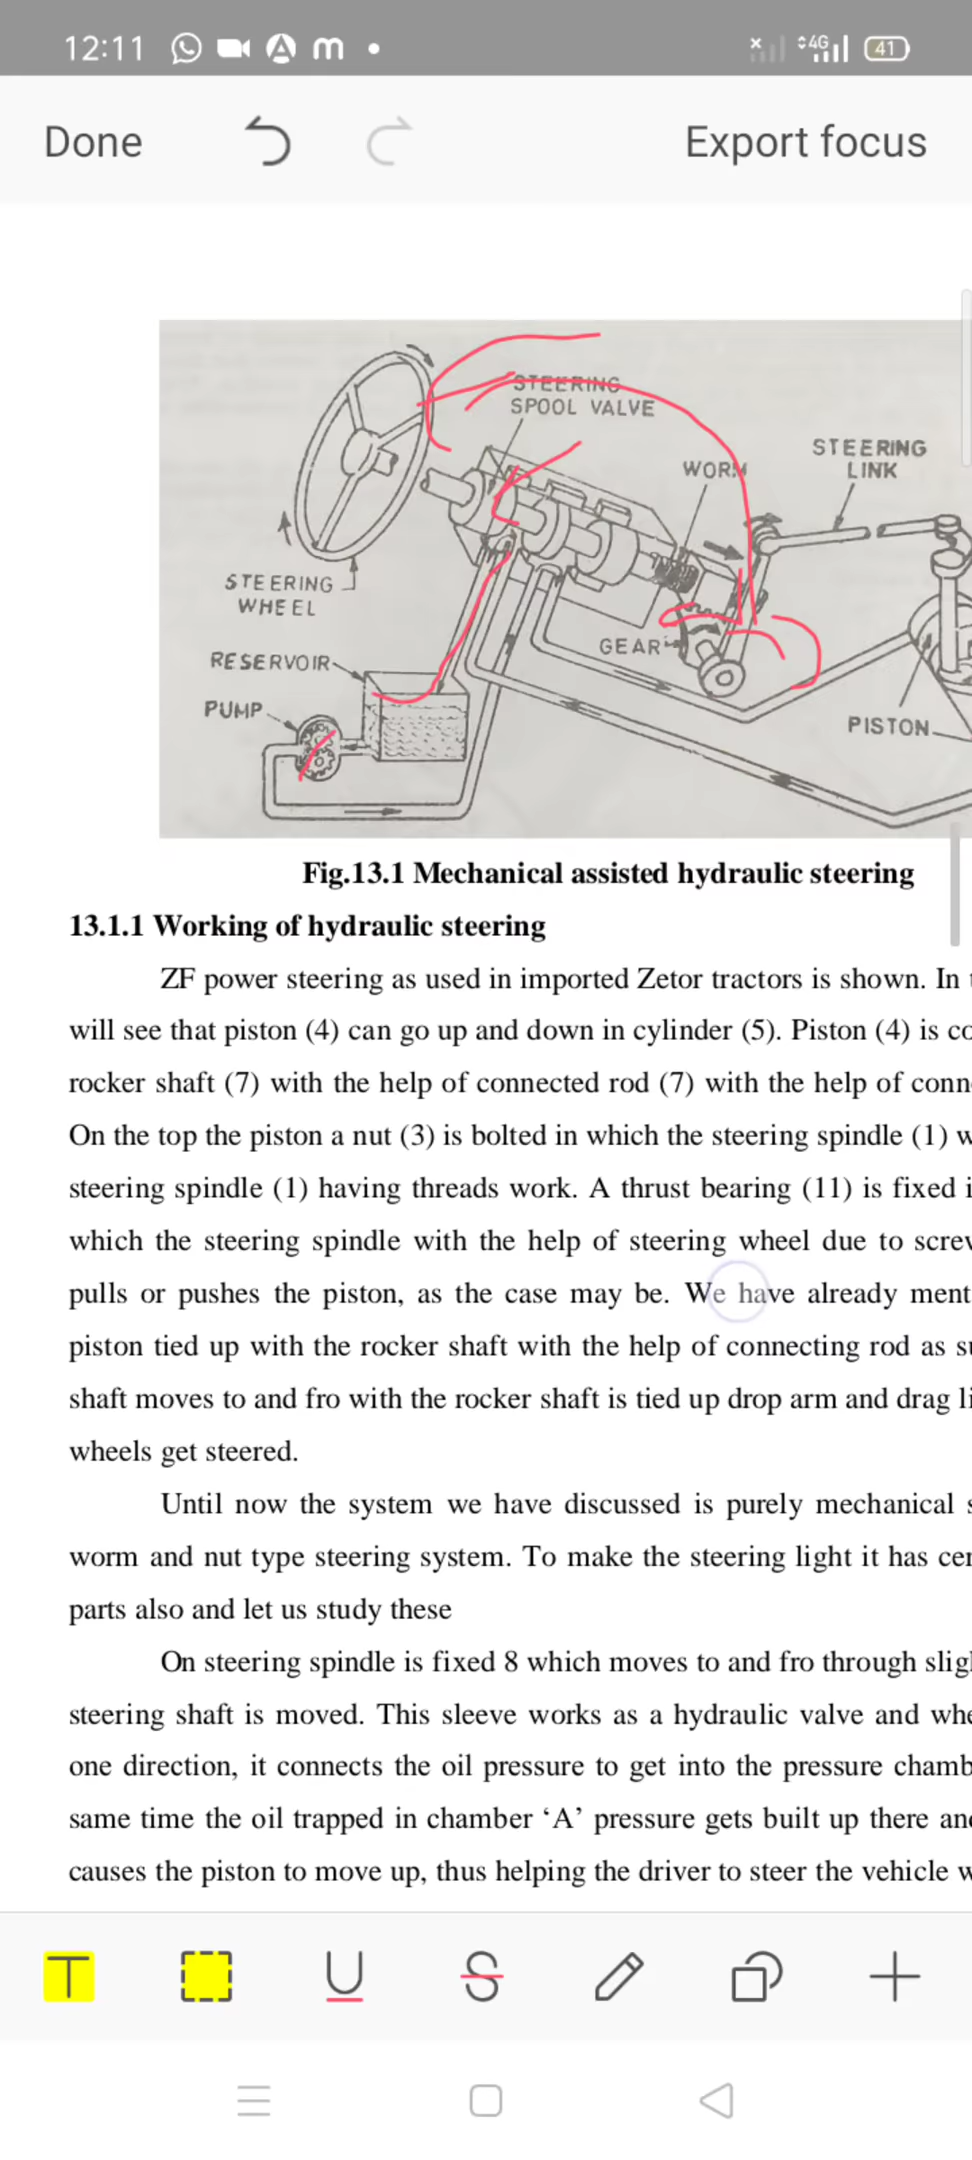 12:11
4G
41
Done
Export focus
STEERING
SPOOL VALVE
WORM
STEERING
LINK
STEERING
WHEEL
RESERVOIR
GEAR
PUMP
PISTON
Fig.13.1 Mechanical assisted hydraulic steering
13.1.1 Working of hydraulic steering
ZF power steering as used in imported Zetor tractors is shown. In
will see that piston (4) can go up and down in cylinder (5). Piston (4) is
rocker shaft (7) with the help of connected rod (7) with the help of
On the top the piston a nut (3) is bolted in which the steering spindle (1)
steering spindle (1) having threads work. A thrust bearing (11) is fixed
which the steering spindle with the help of steering wheel due to
pulls or pushes the piston, as the case may be. We have already
piston tied up with the rocker shaft with the help of connecting rod as
shaft moves to and fro with the rocker shaft is tied up drop arm and drag
wheels get steered.
Until now the system we have discussed is purely mechanical
worm and nut type steering system. To make the steering light it has
parts also and let us study these
On steering spindle is fixed 8 which moves to and fro through
steering shaft is moved. This sleeve works as a hydraulic valve and
one direction, it connects the oil pressure to get into the pressure
same time the oil trapped in chamber ‘A’ pressure gets built up there
causes the piston to move up, thus helping the driver to steer the vehicle
T
U
S